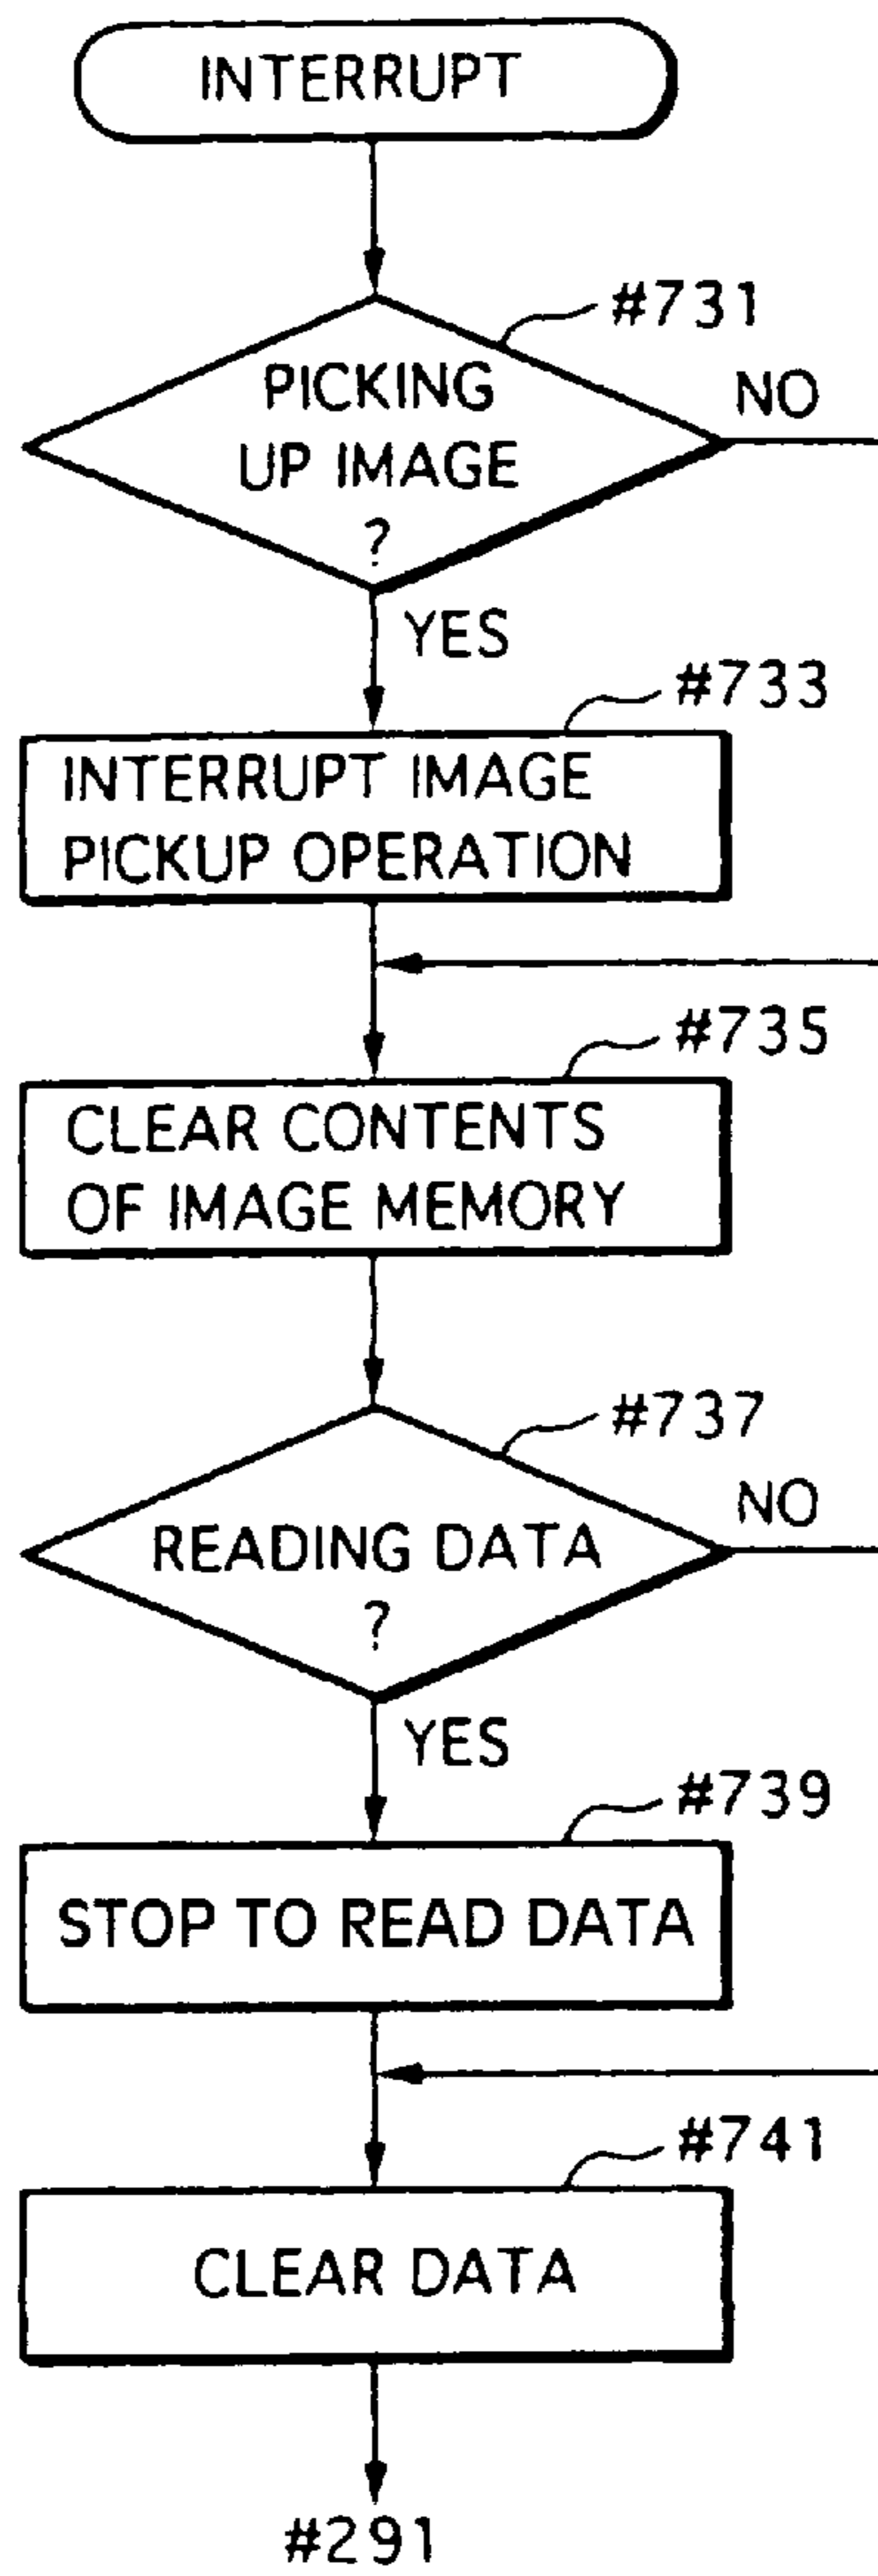 INTERRUPT
#731
PICKING
UP IMAGE
?
NO
YES
#733
INTERRUPT IMAGE
PICKUP OPERATION
#735
CLEAR CONTENTS
OF IMAGE MEMORY
#737
READING DATA
?
NO
YES
#739
STOP TO READ DATA
#741
CLEAR DATA
#291